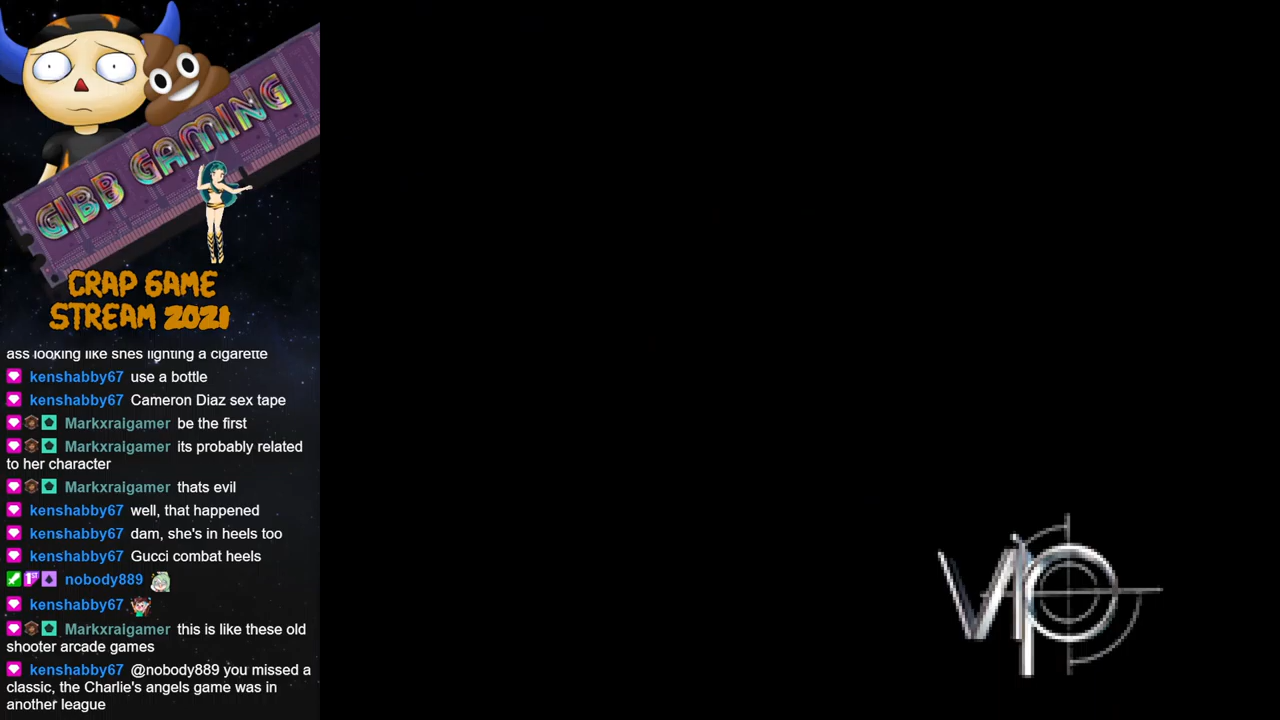 GIBB GAMING
CRAP GAME
STREAM 2021
ass looking like shes lighting a cigarette
kenshabby67 use a bottle
kenshabby67 Cameron Diaz sex tape
Markxraigamer be the first
Markxraigamer its probably related
to her character
Markxraigamer thats evil
kenshabby67 well, that happened
kenshabby67 dam, she's in heels too
kenshabby67 Gucci combat heels
1ST nobody889
kenshabby67
Markxraigamer this is like these old
shooter arcade games
kenshabby67 @nobody889 you missed a
classic, the Charlie's angels game was in
another league
VIP